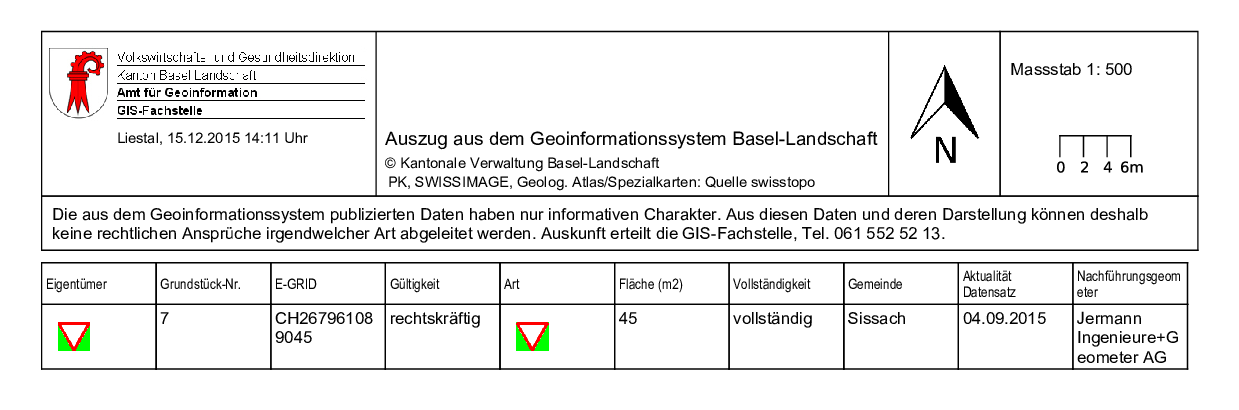 Volkswirtschafts- und Gesundheitsdirektion
Kanton Basel-Landschaft
Amt für Geoinformation
GIS-Fachstelle
Liestal, 15.12.2015 14:11 Uhr
Auszug aus dem Geoinformationssystem Basel-Landschaft
© Kantonale Verwaltung Basel-Landschaft
PK, SWISSIMAGE, Geolog. Atlas/Spezialkarten: Quelle swisstopo
N
Massstab 1: 500
0 2 4 6m
Die aus dem Geoinformationssystem publizierten Daten haben nur informativen Charakter. Aus diesen Daten und deren Darstellung können deshalb
keine rechtlichen Ansprüche irgendwelcher Art abgeleitet werden. Auskunft erteilt die GIS-Fachstelle, Tel. 061 552 52 13.
Eigentümer Grundstück-Nr. E-GRID Gültigkeit Art Fläche (m2) Vollständigkeit Gemeinde Aktualität Nachführungsgeom
Datensatz eter
7 CH26796108 rechtskräftig 45 vollständig Sissach 04.09.2015 Jermann
9045 Ingenieure+G
eometer AG